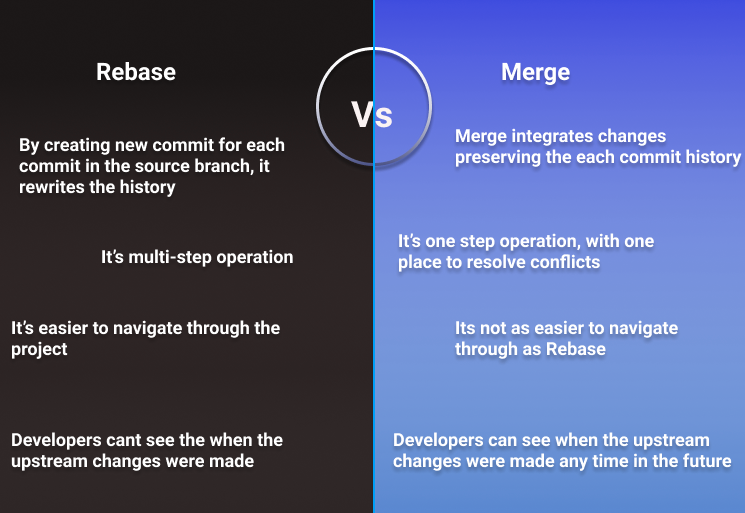 Rebase
Vs
Merge
By creating new commit for each
commit in the source branch, it
rewrites the history
Merge integrates changes
preserving the each commit history
It's multi-step operation
It's one step operation, with one
place to resolve conflicts
It's easier to navigate through the
project
Its not as easier to navigate
through as Rebase
Developers cant see the when the
upstream changes were made
Developers can see when the upstream
changes were made any time in the future